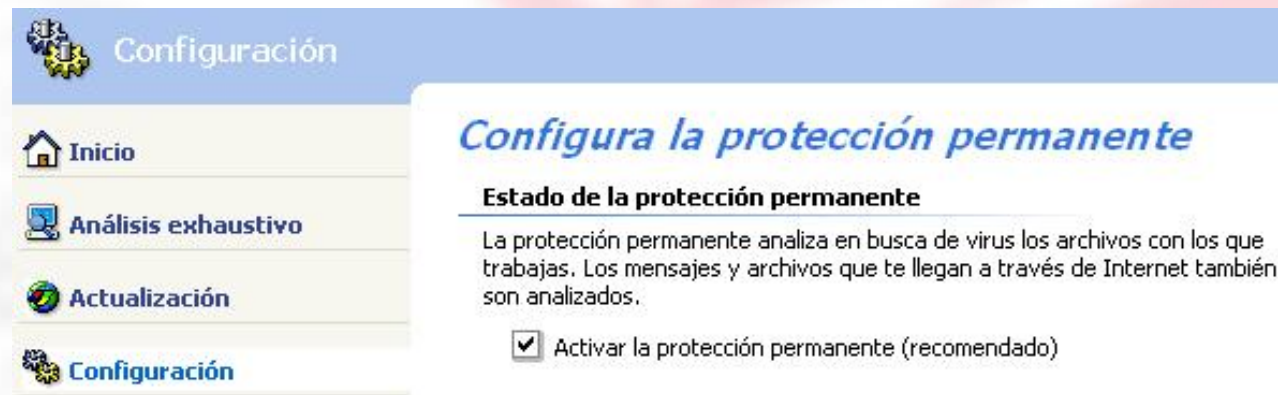 Configuración
Inicio
Análisis exhaustivo
Actualización
Configuración
Configura la protección permanente
Estado de la protección permanente
La protección permanente analiza en busca de virus los archivos con los que
trabajas. Los mensajes y archivos que te llegan a través de Internet también
son analizados.
Activar la protección permanente (recomendado)